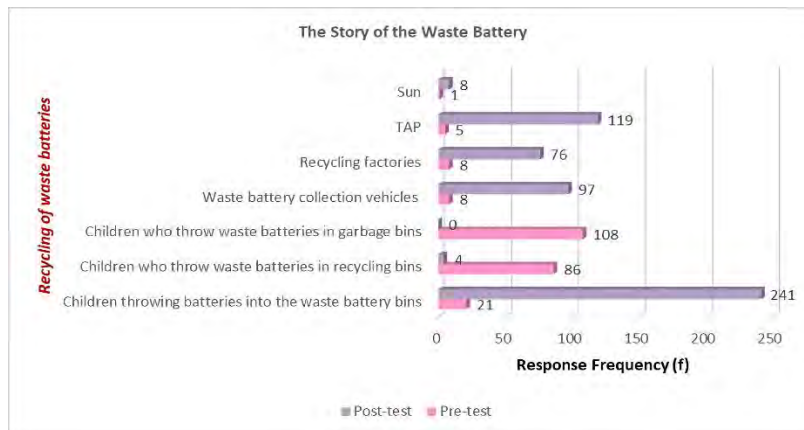 The Story of the Waste Battery
Recycling of waste batteries
Sun
8
1
TAP
119
5
Recycling factories
76
8
Waste battery collection vehicles
97
8
Children who throw waste batteries in garbage bins
0
108
Children who throw waste batteries in recycling bins
4
86
Children throwing batteries into the waste battery bins
241
21
0 50 100 150 200 250
Response Frequency (f)
Post-test Pre-test